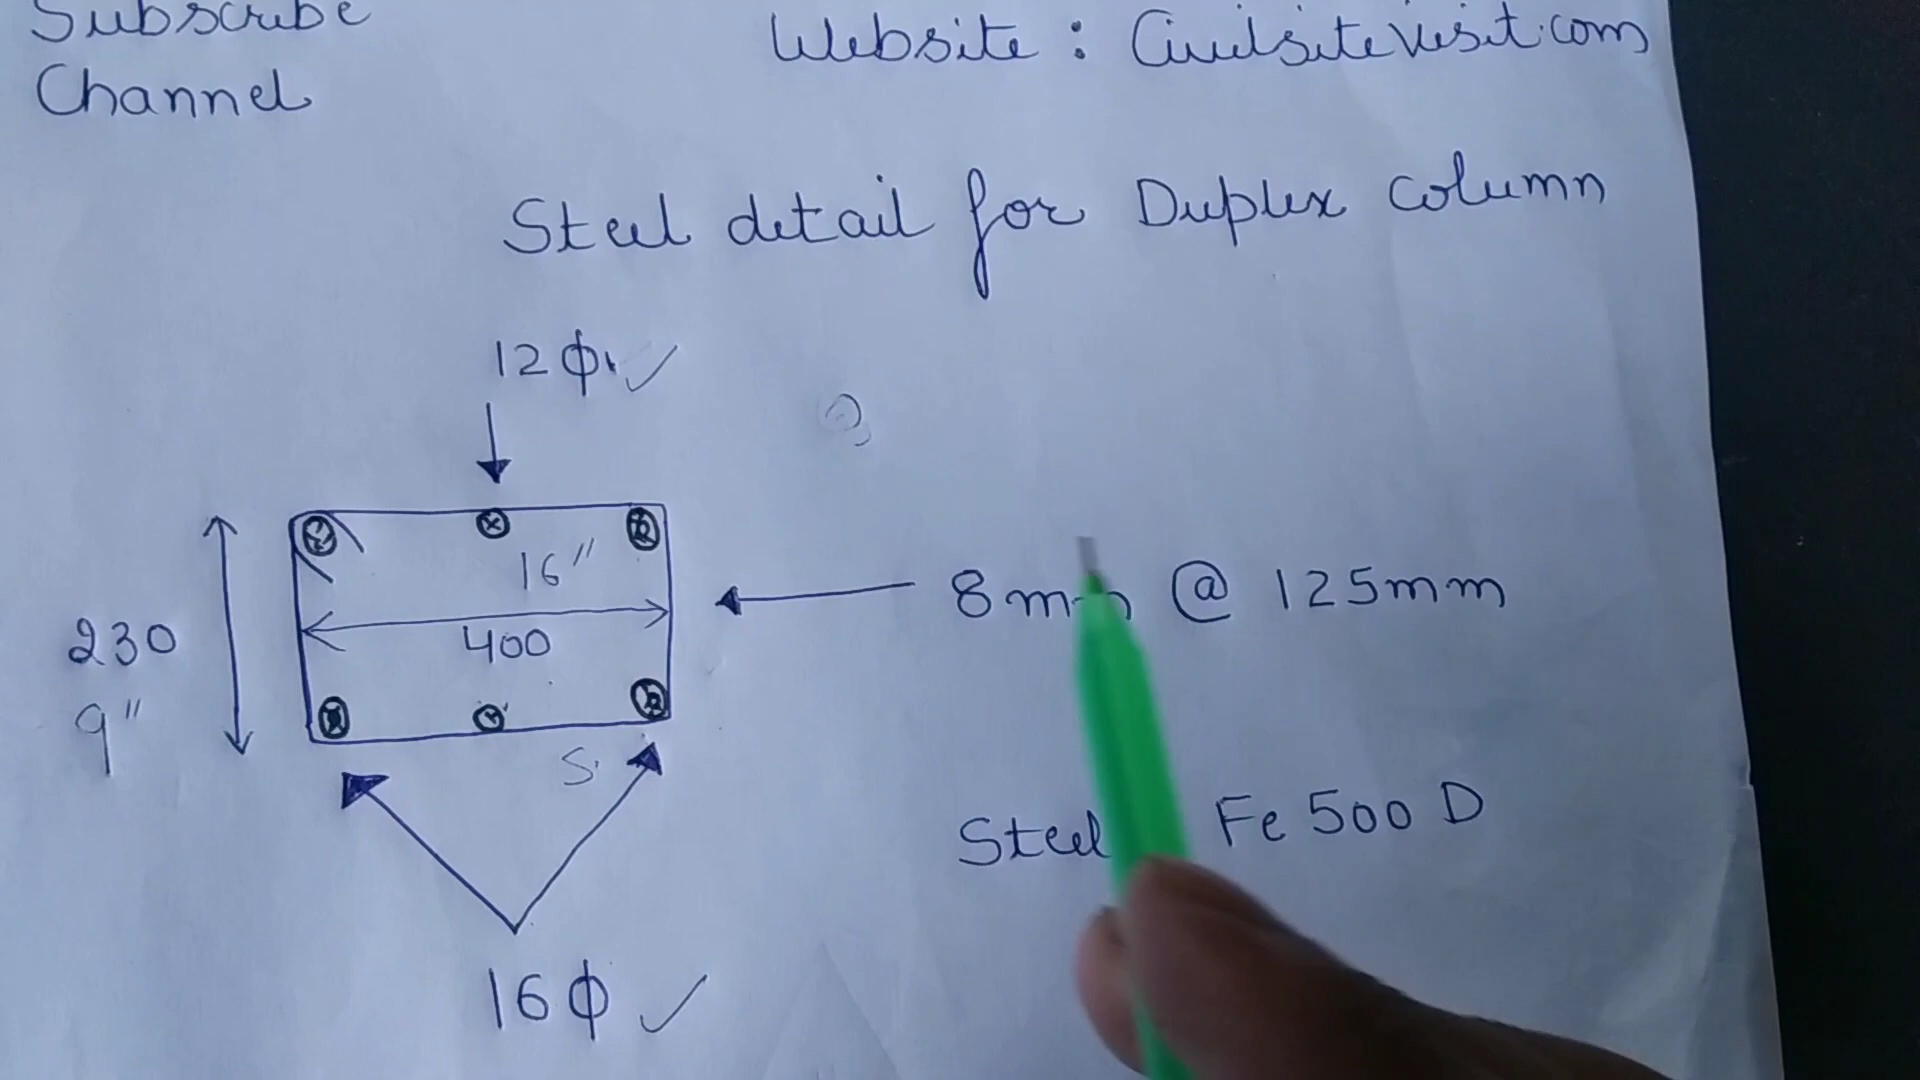 Subscribe
Channel
Website : Civilsitevisit.com
Steel detail for Duplex column
12ϕ
16"
400
230
9"
8mm @ 125mm
S
Steel Fe 500 D
16ϕ